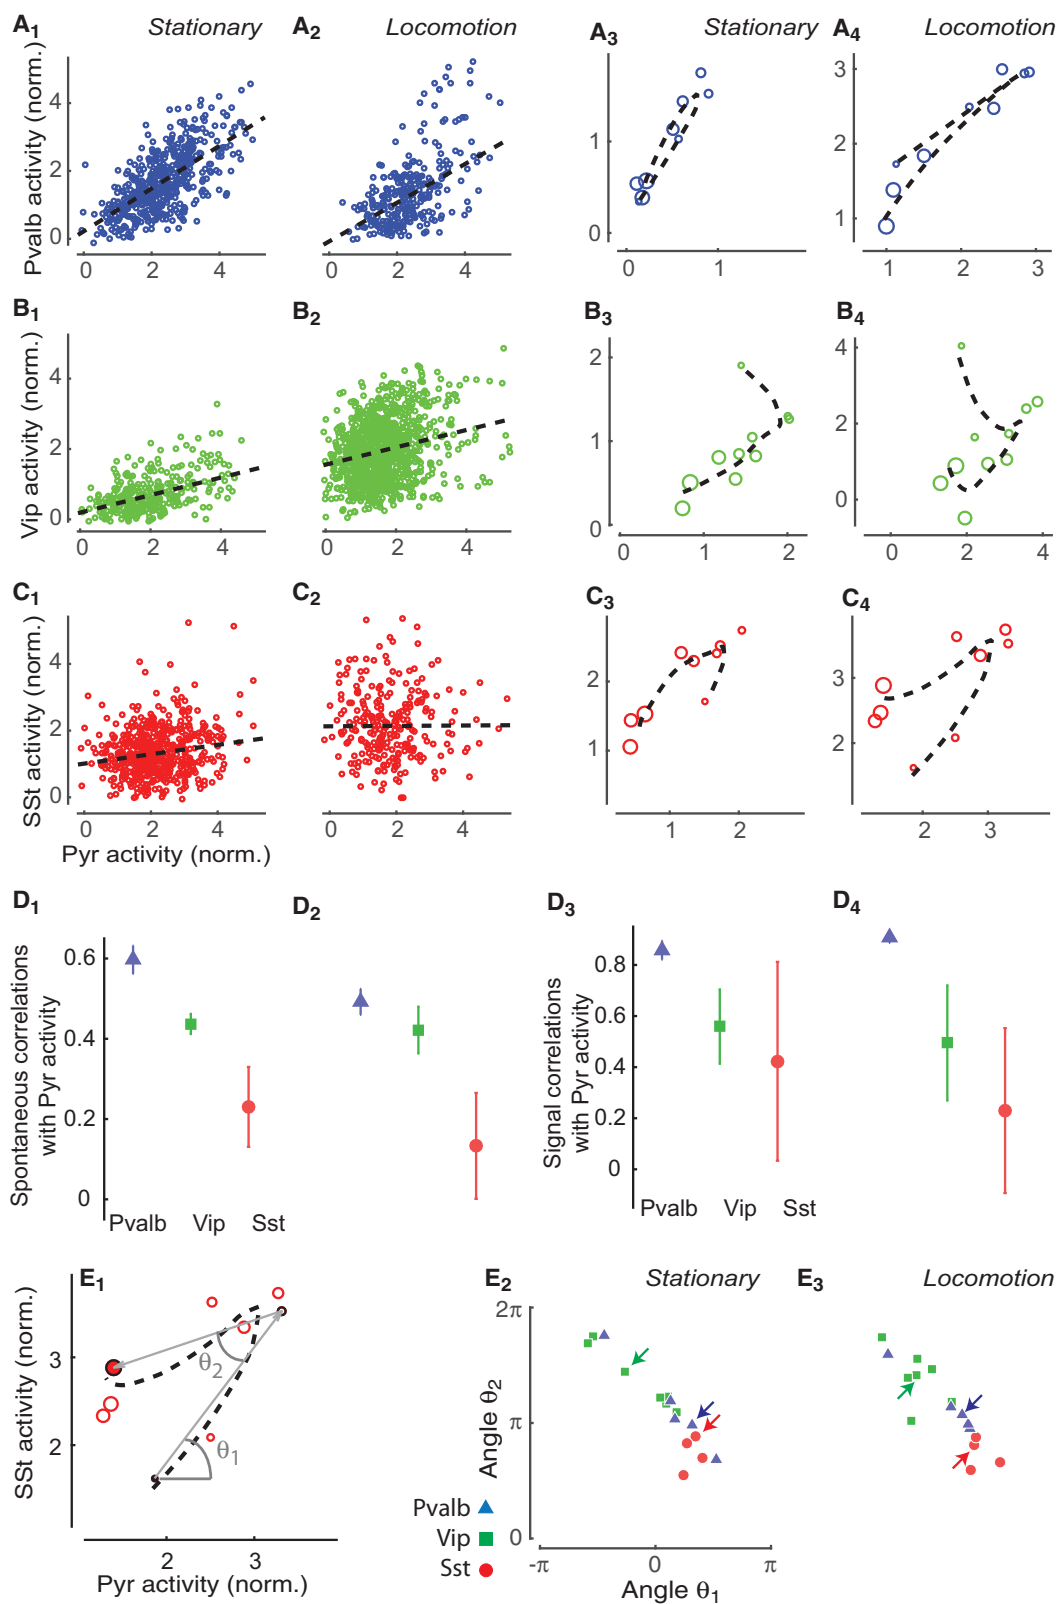 A1 Stationary A2 Locomotion A3 Stationary A4 Locomotion
Pvalb activity (norm.)
4
2
0
0 2 4
0 2 4
1
0
0 1
3
2
1
1 2 3
B1 B2 B3 B4
Vip activity (norm.)
4
2
0
0 2 4
0 2 4
2
1
0
0 1 2
4
2
0
0 2 4
C1 C2 C3 C4
SSt activity (norm.)
4
2
0
0 2 4
0 2 4
2
1
1 2
3
2
2 3
Pyr activity (norm.)
D1 D2 D3 D4
Spontaneous correlations
with Pyr activity
0.6
0.4
0.2
0
Pvalb Vip Sst
Signal correlations
with Pyr activity
0.8
0.6
0.4
0.2
0
Pvalb Vip Sst
E1 E2 Stationary E3 Locomotion
SSt activity (norm.)
3
2
θ2
θ1
2 3
Pyr activity (norm.)
Angle θ2
2π
π
0
-π 0 π
Angle θ1
Pvalb
Vip
Sst